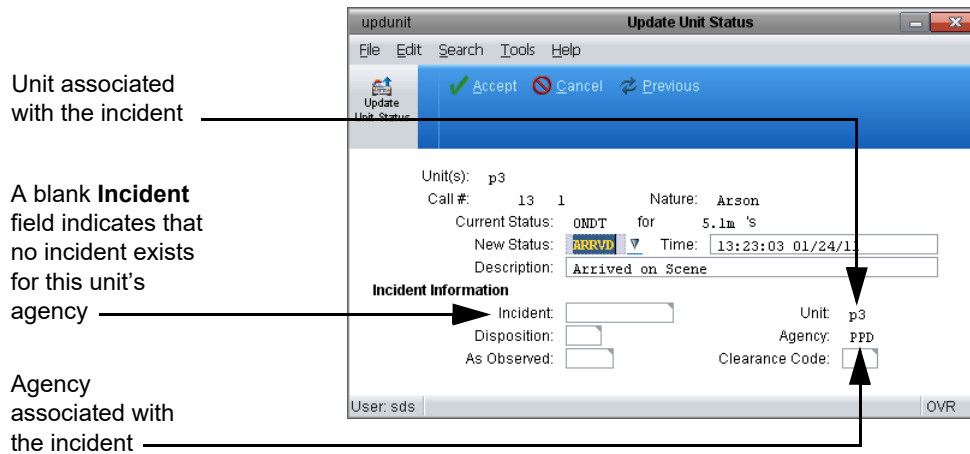 updunit Update Unit Status
File Edit Search Tools Help
Update
Unit Status
Accept Cancel Previous
Unit associated
with the incident
Unit(s): p3
Call #: 13 1 Nature: Arson
Current Status: ONDT for 5.1m 's
New Status: ARRVD Time: 13:23:03 01/24/11
Description: Arrived on Scene
A blank Incident
field indicates that
no incident exists
for this unit's
agency
Incident Information
Incident: Unit: p3
Disposition: Agency: PPD
As Observed: Clearance Code:
Agency
associated with
the incident
User: sds OVR